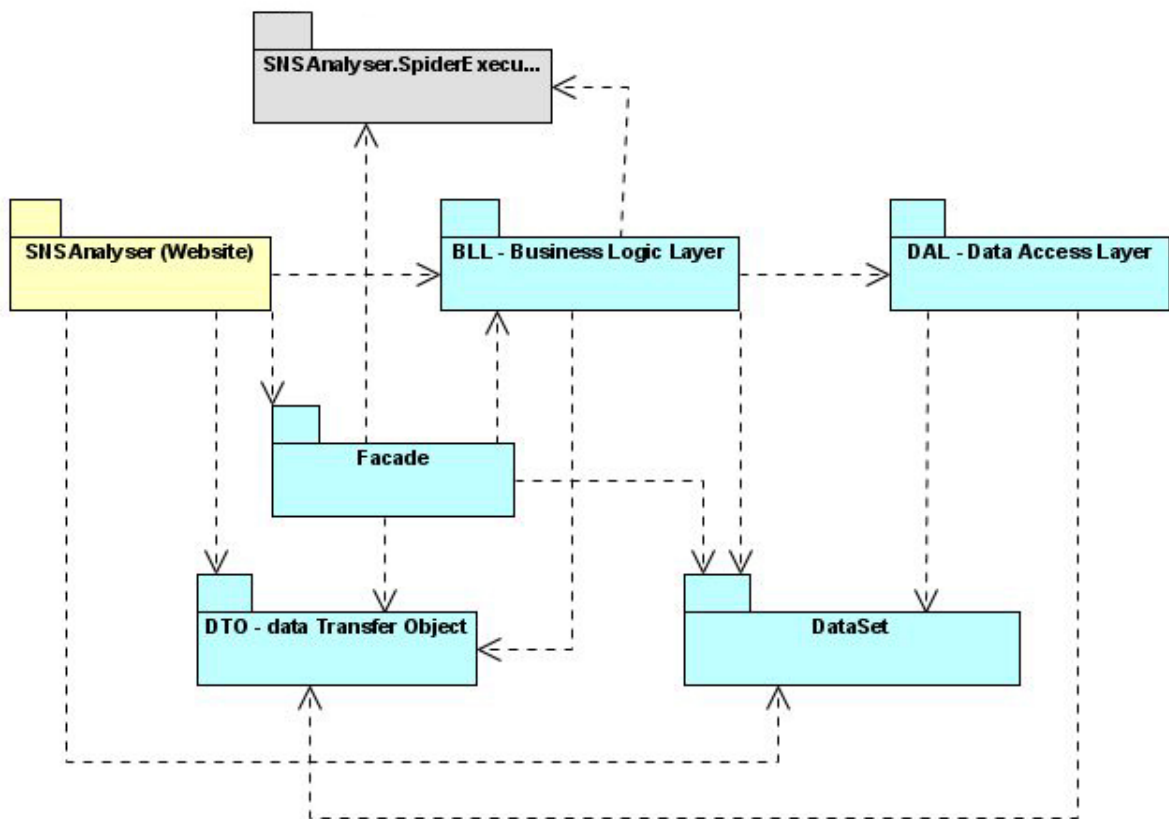 SNSAnalyser.SpiderExecu...
SNSAnalyser (Website)
BLL - Business Logic Layer
DAL - Data Access Layer
Facade
DTO - data Transfer Object
DataSet